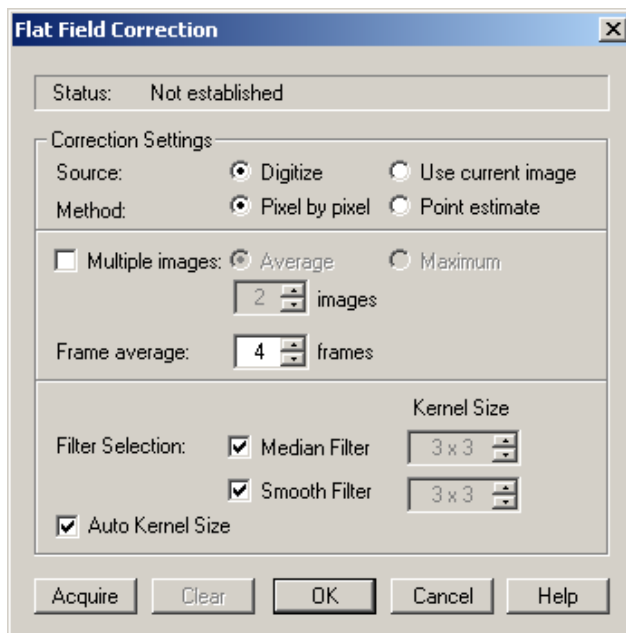 Flat Field Correction
Status: Not established
Correction Settings
Source: Digitize Use current image
Method: Pixel by pixel Point estimate
Multiple images: Average Maximum
2 images
Frame average: 4 frames
Kernel Size
Filter Selection: Median Filter 3 x 3
Smooth Filter 3 x 3
Auto Kernel Size
Acquire Clear OK Cancel Help